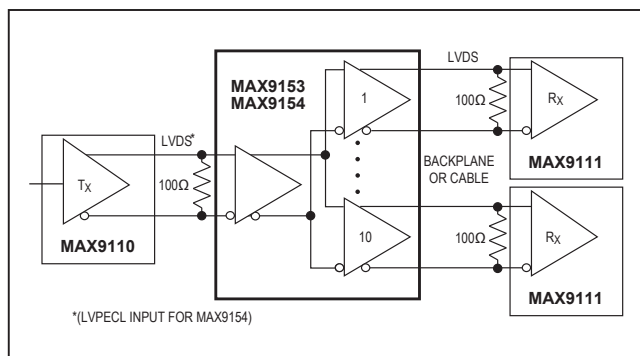 MAX9153
MAX9154
LVDS
1
100Ω
RX
MAX9111
LVDS*
TX
100Ω
MAX9110
BACKPLANE
OR CABLE
10
100Ω
RX
MAX9111
*(LVPECL INPUT FOR MAX9154)